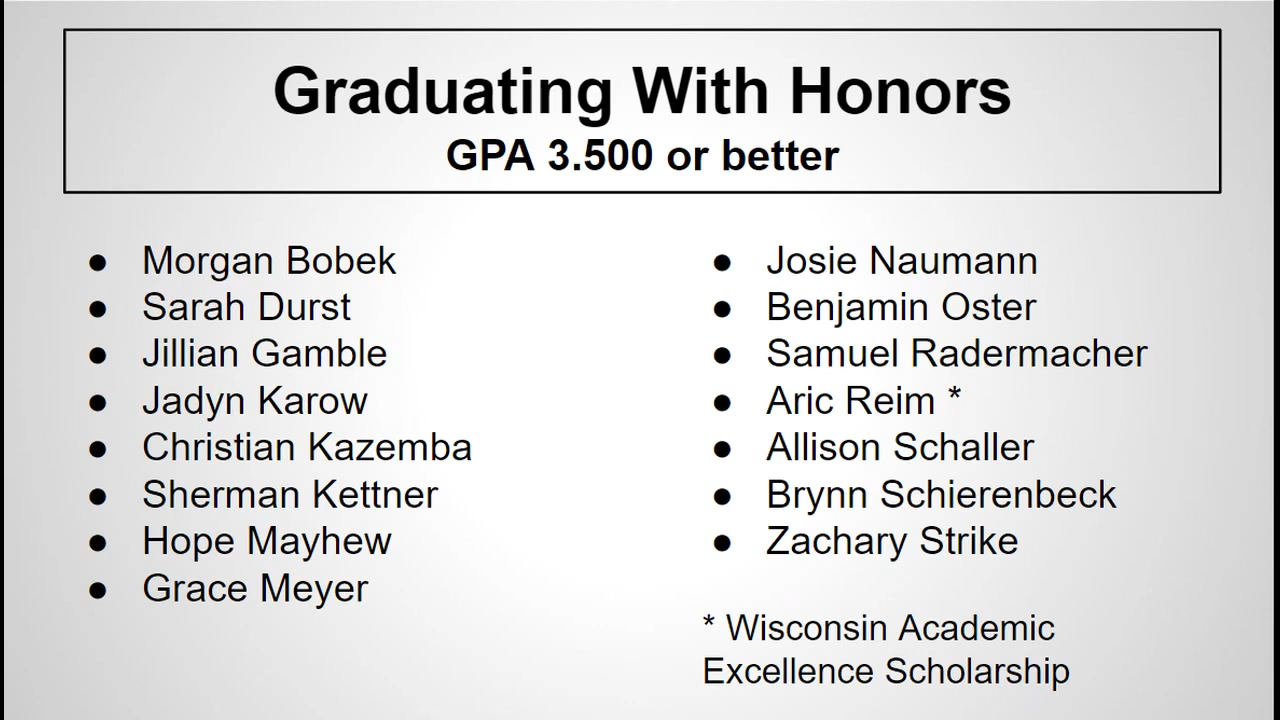 Graduating With Honors
GPA 3.500 or better
● Morgan Bobek
● Sarah Durst
● Jillian Gamble
● Jadyn Karow
● Christian Kazemba
● Sherman Kettner
● Hope Mayhew
● Grace Meyer
● Josie Naumann
● Benjamin Oster
● Samuel Radermacher
● Aric Reim *
● Allison Schaller
● Brynn Schierenbeck
● Zachary Strike
* Wisconsin Academic
Excellence Scholarship